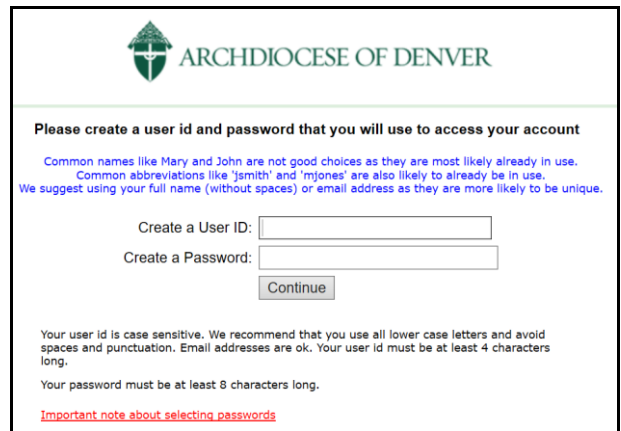 ARCHDIOCESE OF DENVER
Please create a user id and password that you will use to access your account
Common names like Mary and John are not good choices as they are most likely already in use.
Common abbreviations like 'jsmith' and 'mjones' are also likely to already be in use.
We suggest using your full name (without spaces) or email address as they are more likely to be unique.
Create a User ID:
Create a Password:
Continue
Your user id is case sensitive. We recommend that you use all lower case letters and avoid
spaces and punctuation. Email addresses are ok. Your user id must be at least 4 characters
long.
Your password must be at least 8 characters long.
Important note about selecting passwords